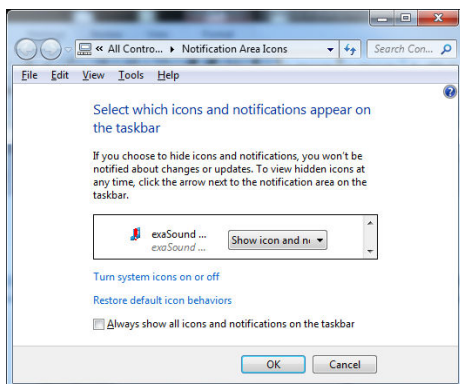 « All Contro... ▸ Notification Area Icons
Search Con...
File Edit View Tools Help
Select which icons and notifications appear on
the taskbar
If you choose to hide icons and notifications, you won't be
notified about changes or updates. To view hidden icons at
any time, click the arrow next to the notification area on the
taskbar.
exaSound ...
exaSound ...
Show icon and n
Turn system icons on or off
Restore default icon behaviors
Always show all icons and notifications on the taskbar
OK Cancel